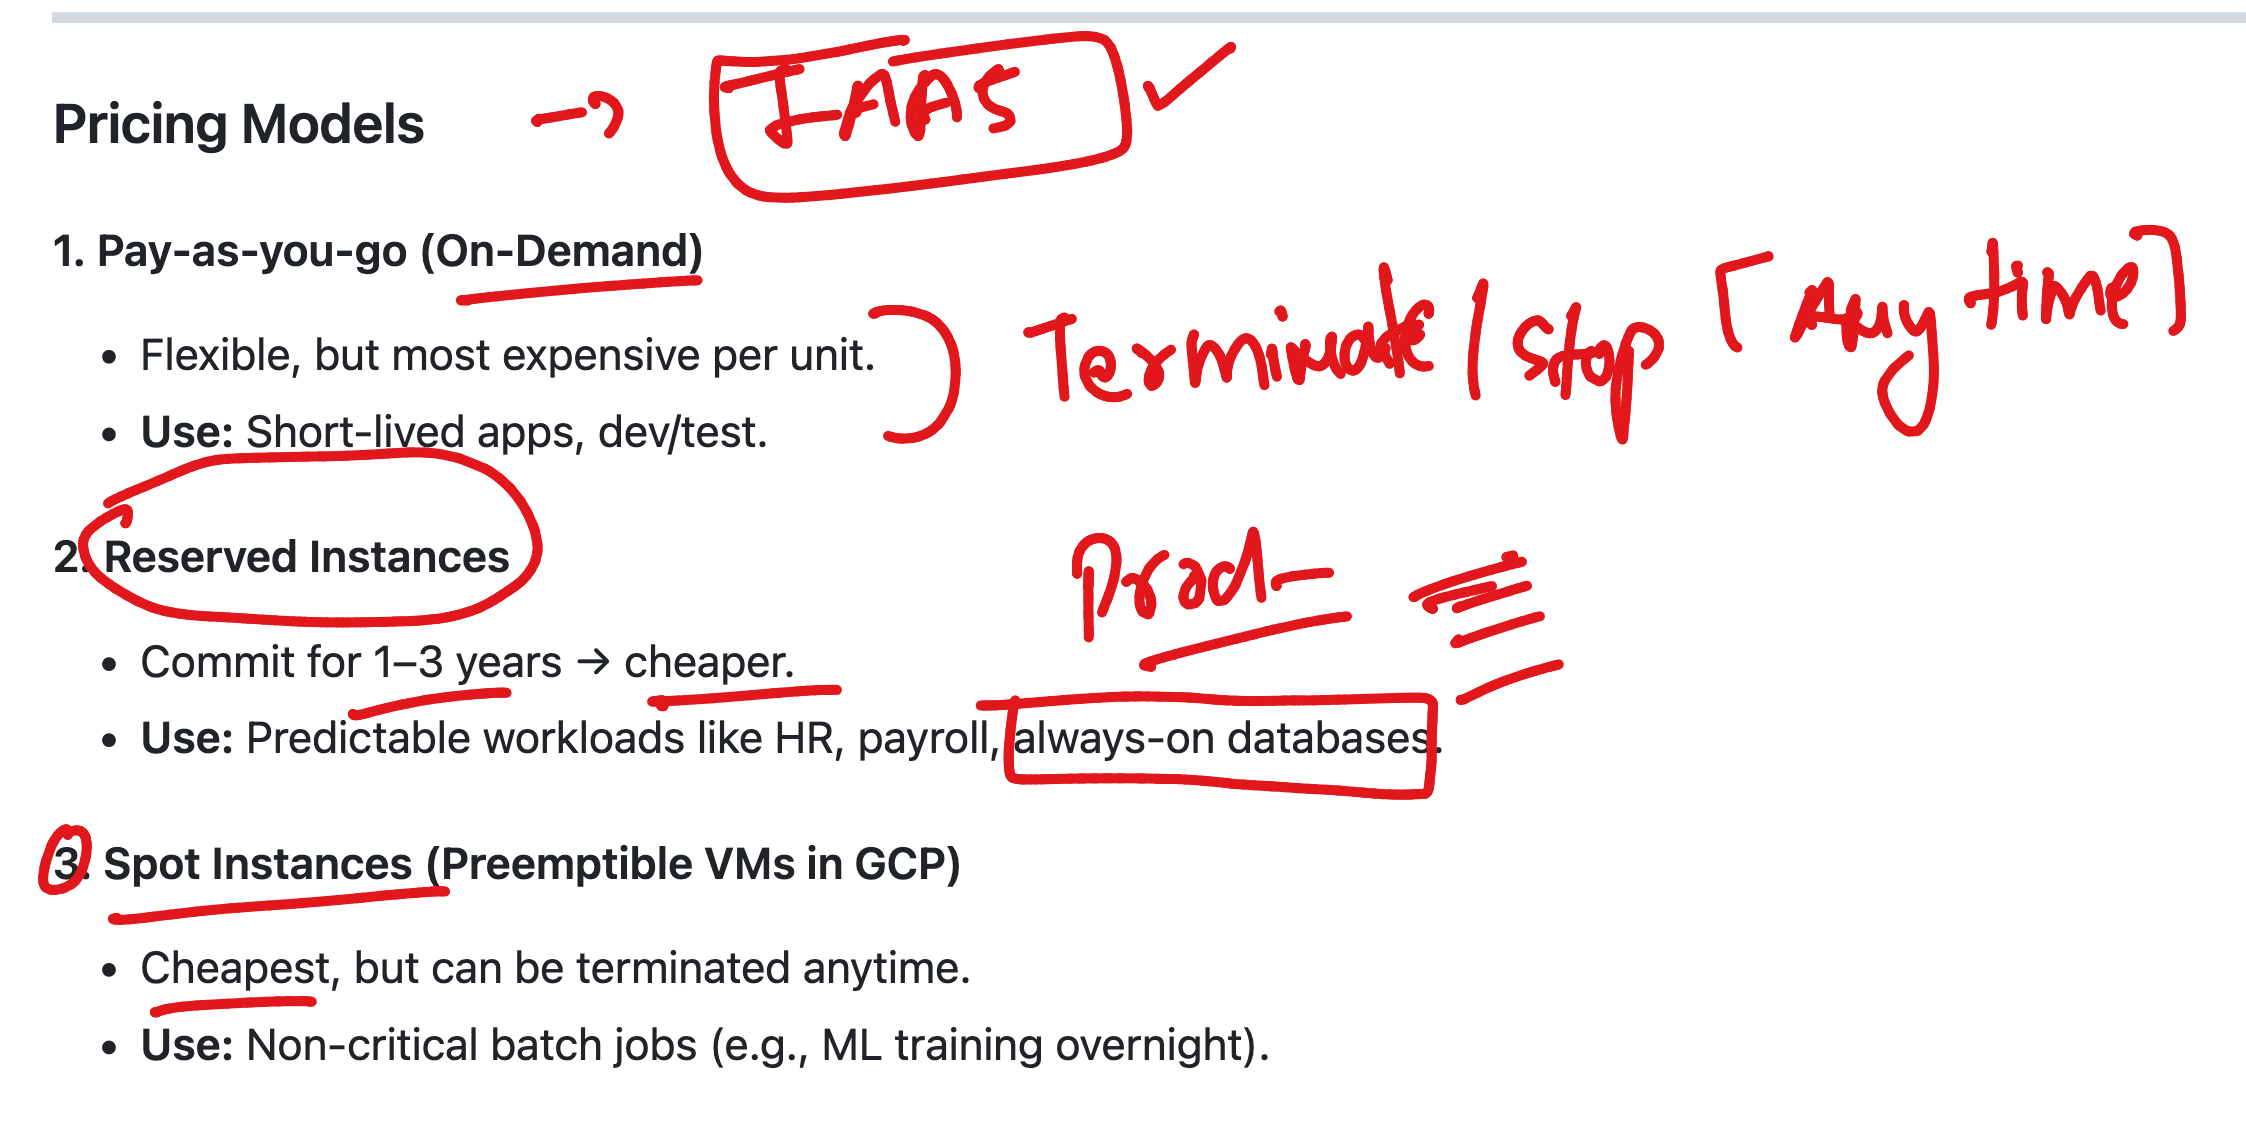 Pricing Models → IAAS ✓
1. Pay-as-you-go (On-Demand)
• Flexible, but most expensive per unit.
Terminate / Stop [Any time]
• Use: Short-lived apps, dev/test.
2. Reserved Instances
Prod
• Commit for 1–3 years → cheaper.
• Use: Predictable workloads like HR, payroll, always-on databases.
3. Spot Instances (Preemptible VMs in GCP)
• Cheapest, but can be terminated anytime.
• Use: Non-critical batch jobs (e.g., ML training overnight).